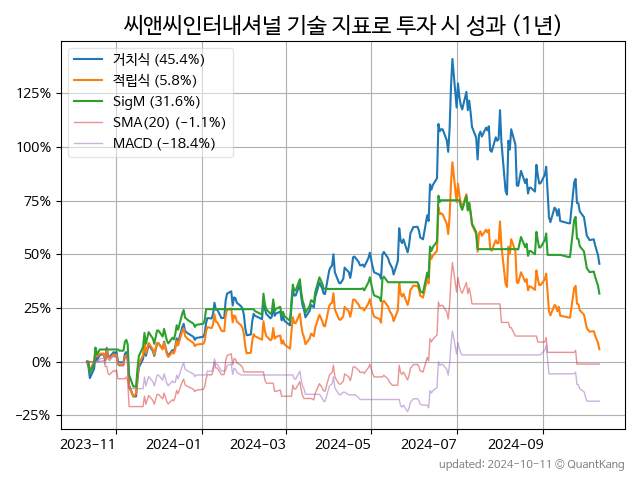 씨앤씨인터내셔널 기술 지표로 투자 시 성과 (1년)
거치식 (45.4%)
적립식 (5.8%)
SigM (31.6%)
SMA(20) (−1.1%)
MACD (−18.4%)
125%
100%
75%
50%
25%
0%
−25%
2023-11
2024-01
2024-03
2024-05
2024-07
2024-09
updated: 2024-10-11 © QuantKang